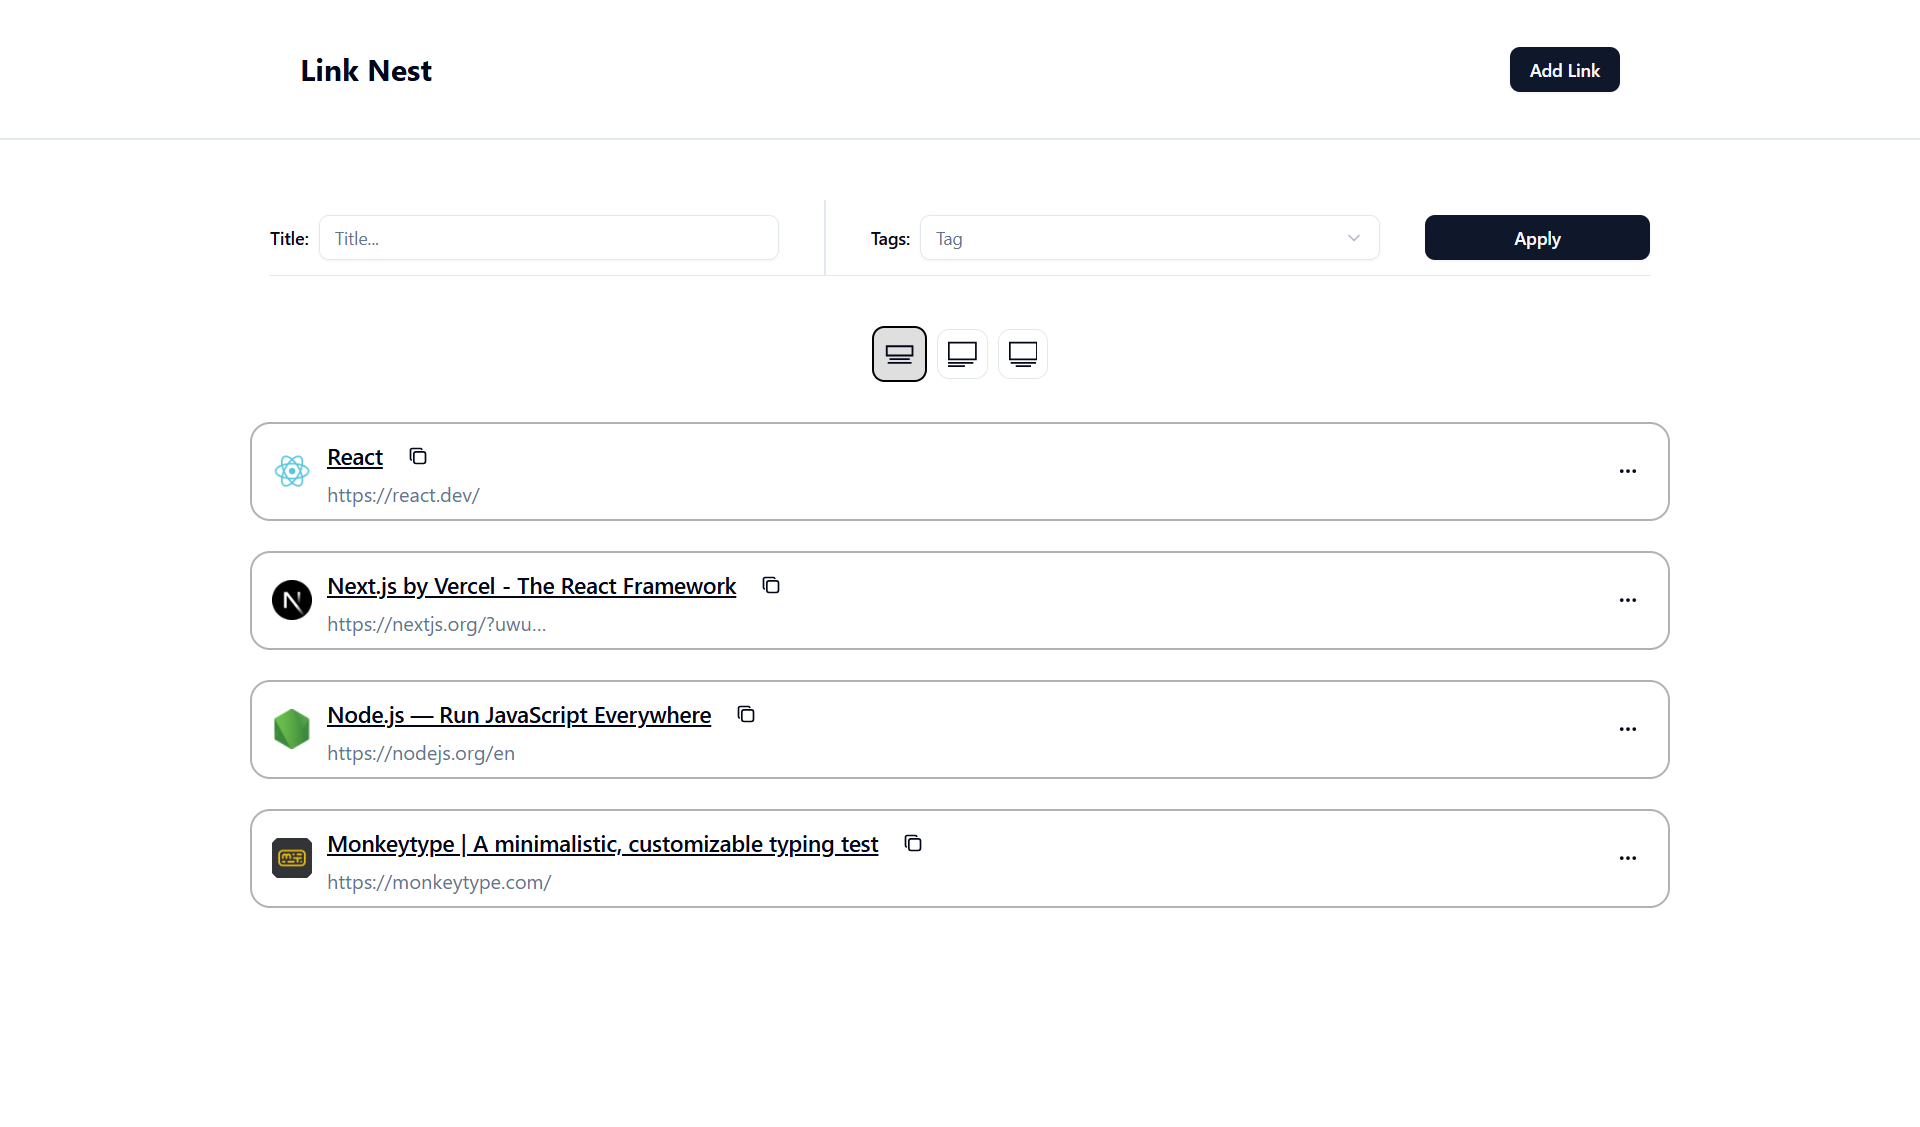 Link Nest
Add Link
Title:
Title...
Tags:
Tag
Apply
React
https://react.dev/
Next.js by Vercel - The React Framework
https://nextjs.org/?uwu...
Node.js — Run JavaScript Everywhere
https://nodejs.org/en
Monkeytype | A minimalistic, customizable typing test
https://monkeytype.com/